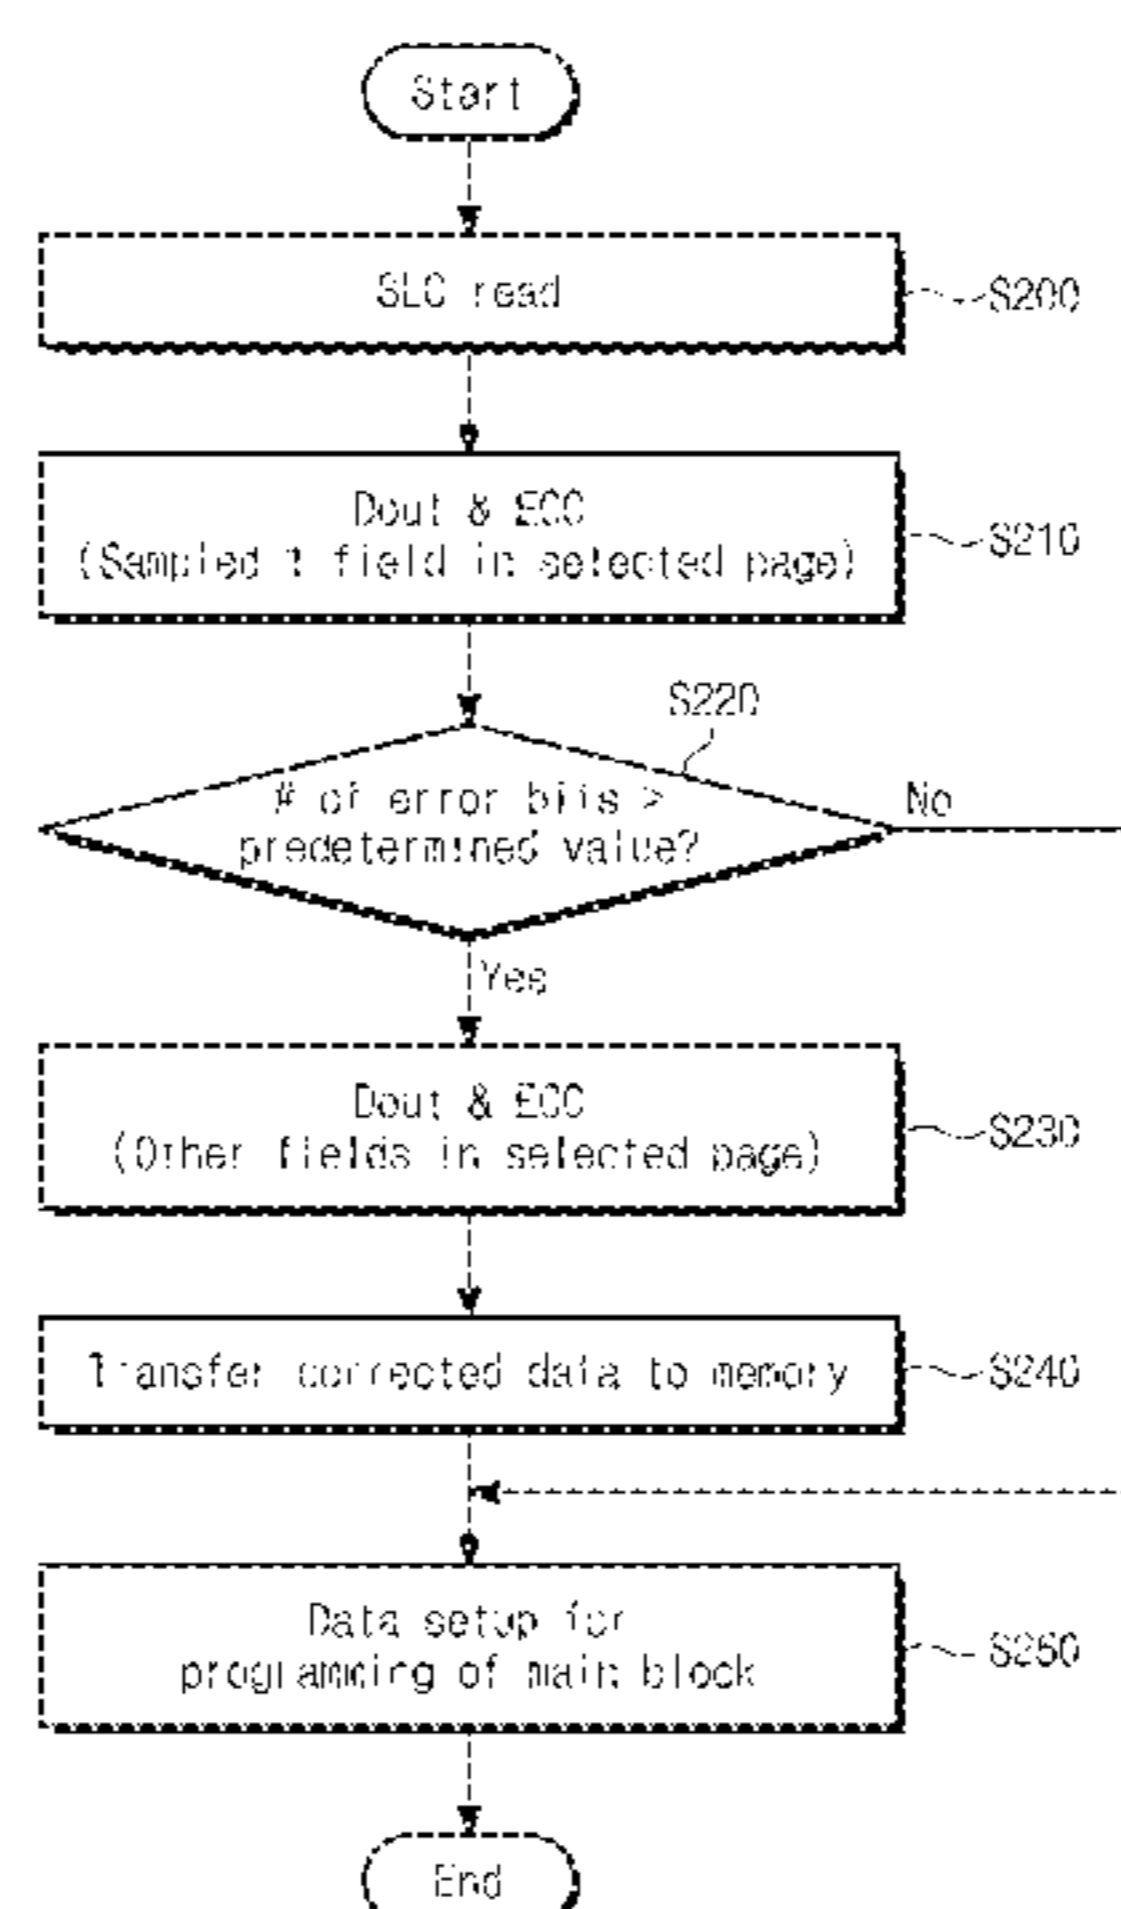 Start
SLC read
S200
Dout & ECC
(Sampled 1 field in selected page)
S210
S220
# of error bits >
predetermined value?
No
Yes
Dout & ECC
(Other fields in selected page)
S230
Transfer corrected data to memory
S240
Data setup for
programming of main block
S250
End